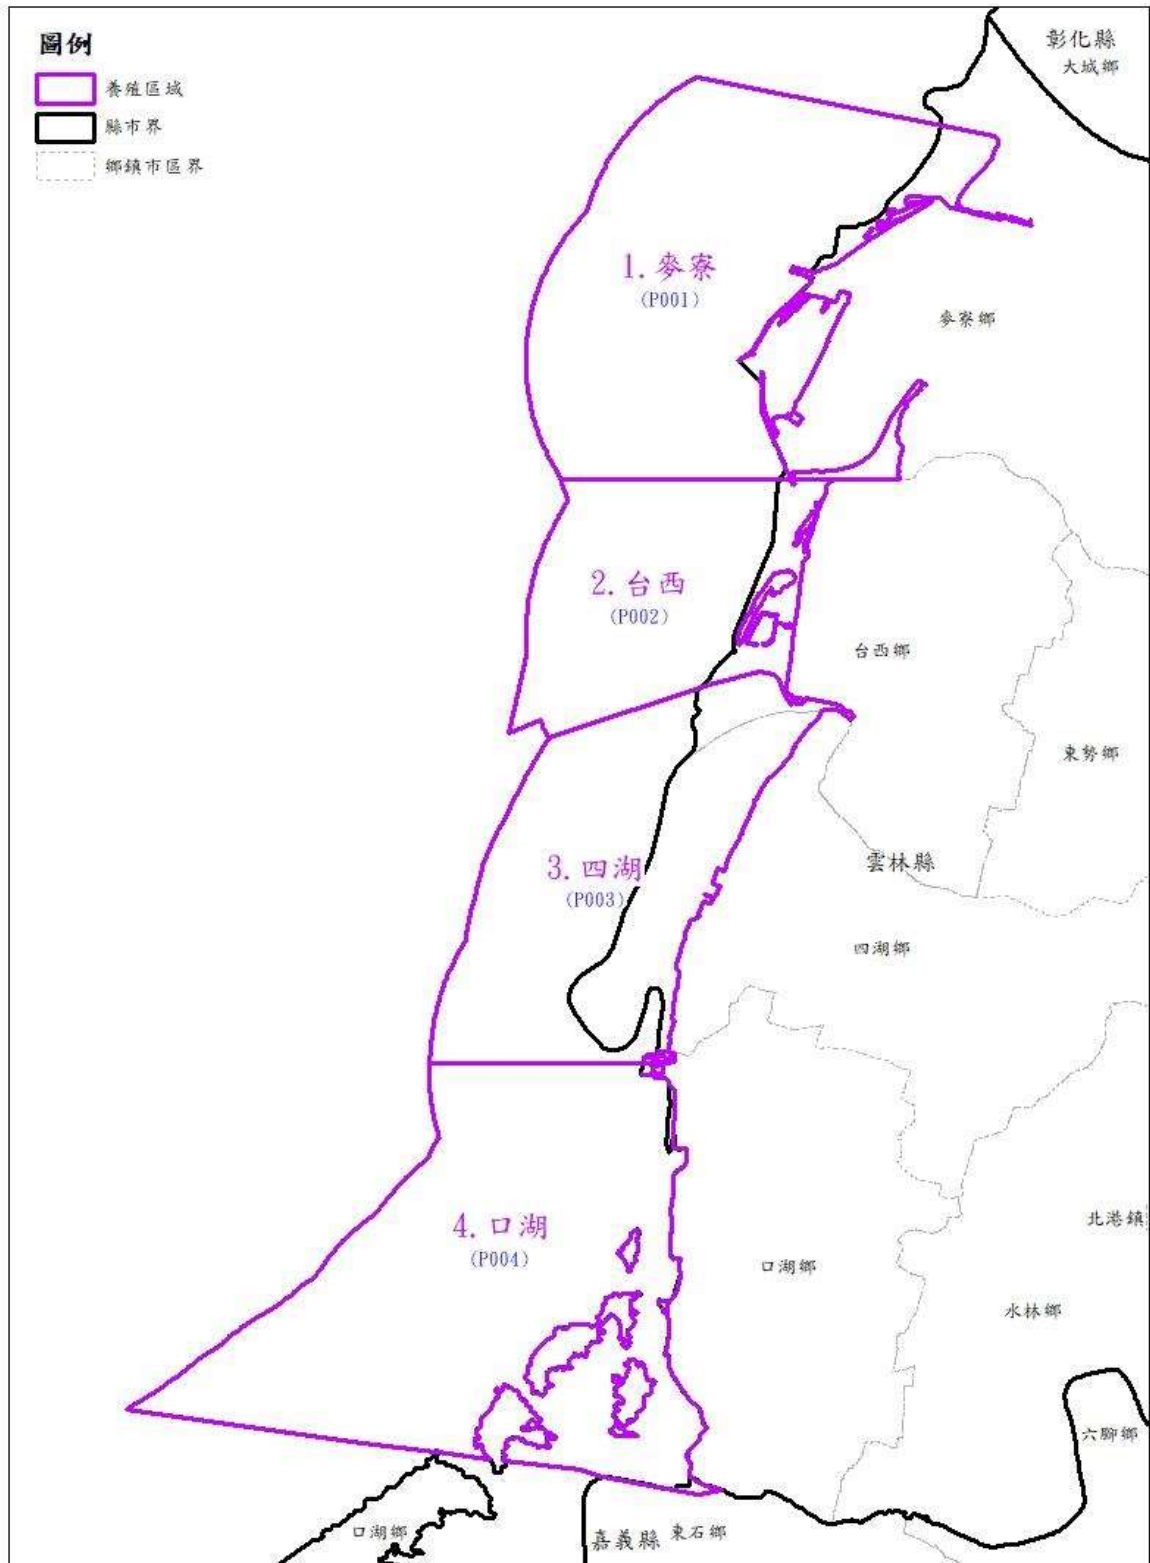 圖例
養殖區域
縣市界
鄉鎮市區界
彰化縣
大城鄉
1.麥寮
(P001)
麥寮鄉
2.台西
(P002)
台西鄉
東勢鄉
3.四湖
(P003)
雲林縣
四湖鄉
4.口湖
(P004)
口湖鄉
北港鎮
水林鄉
六腳鄉
口湖鄉
嘉義縣 東石鄉